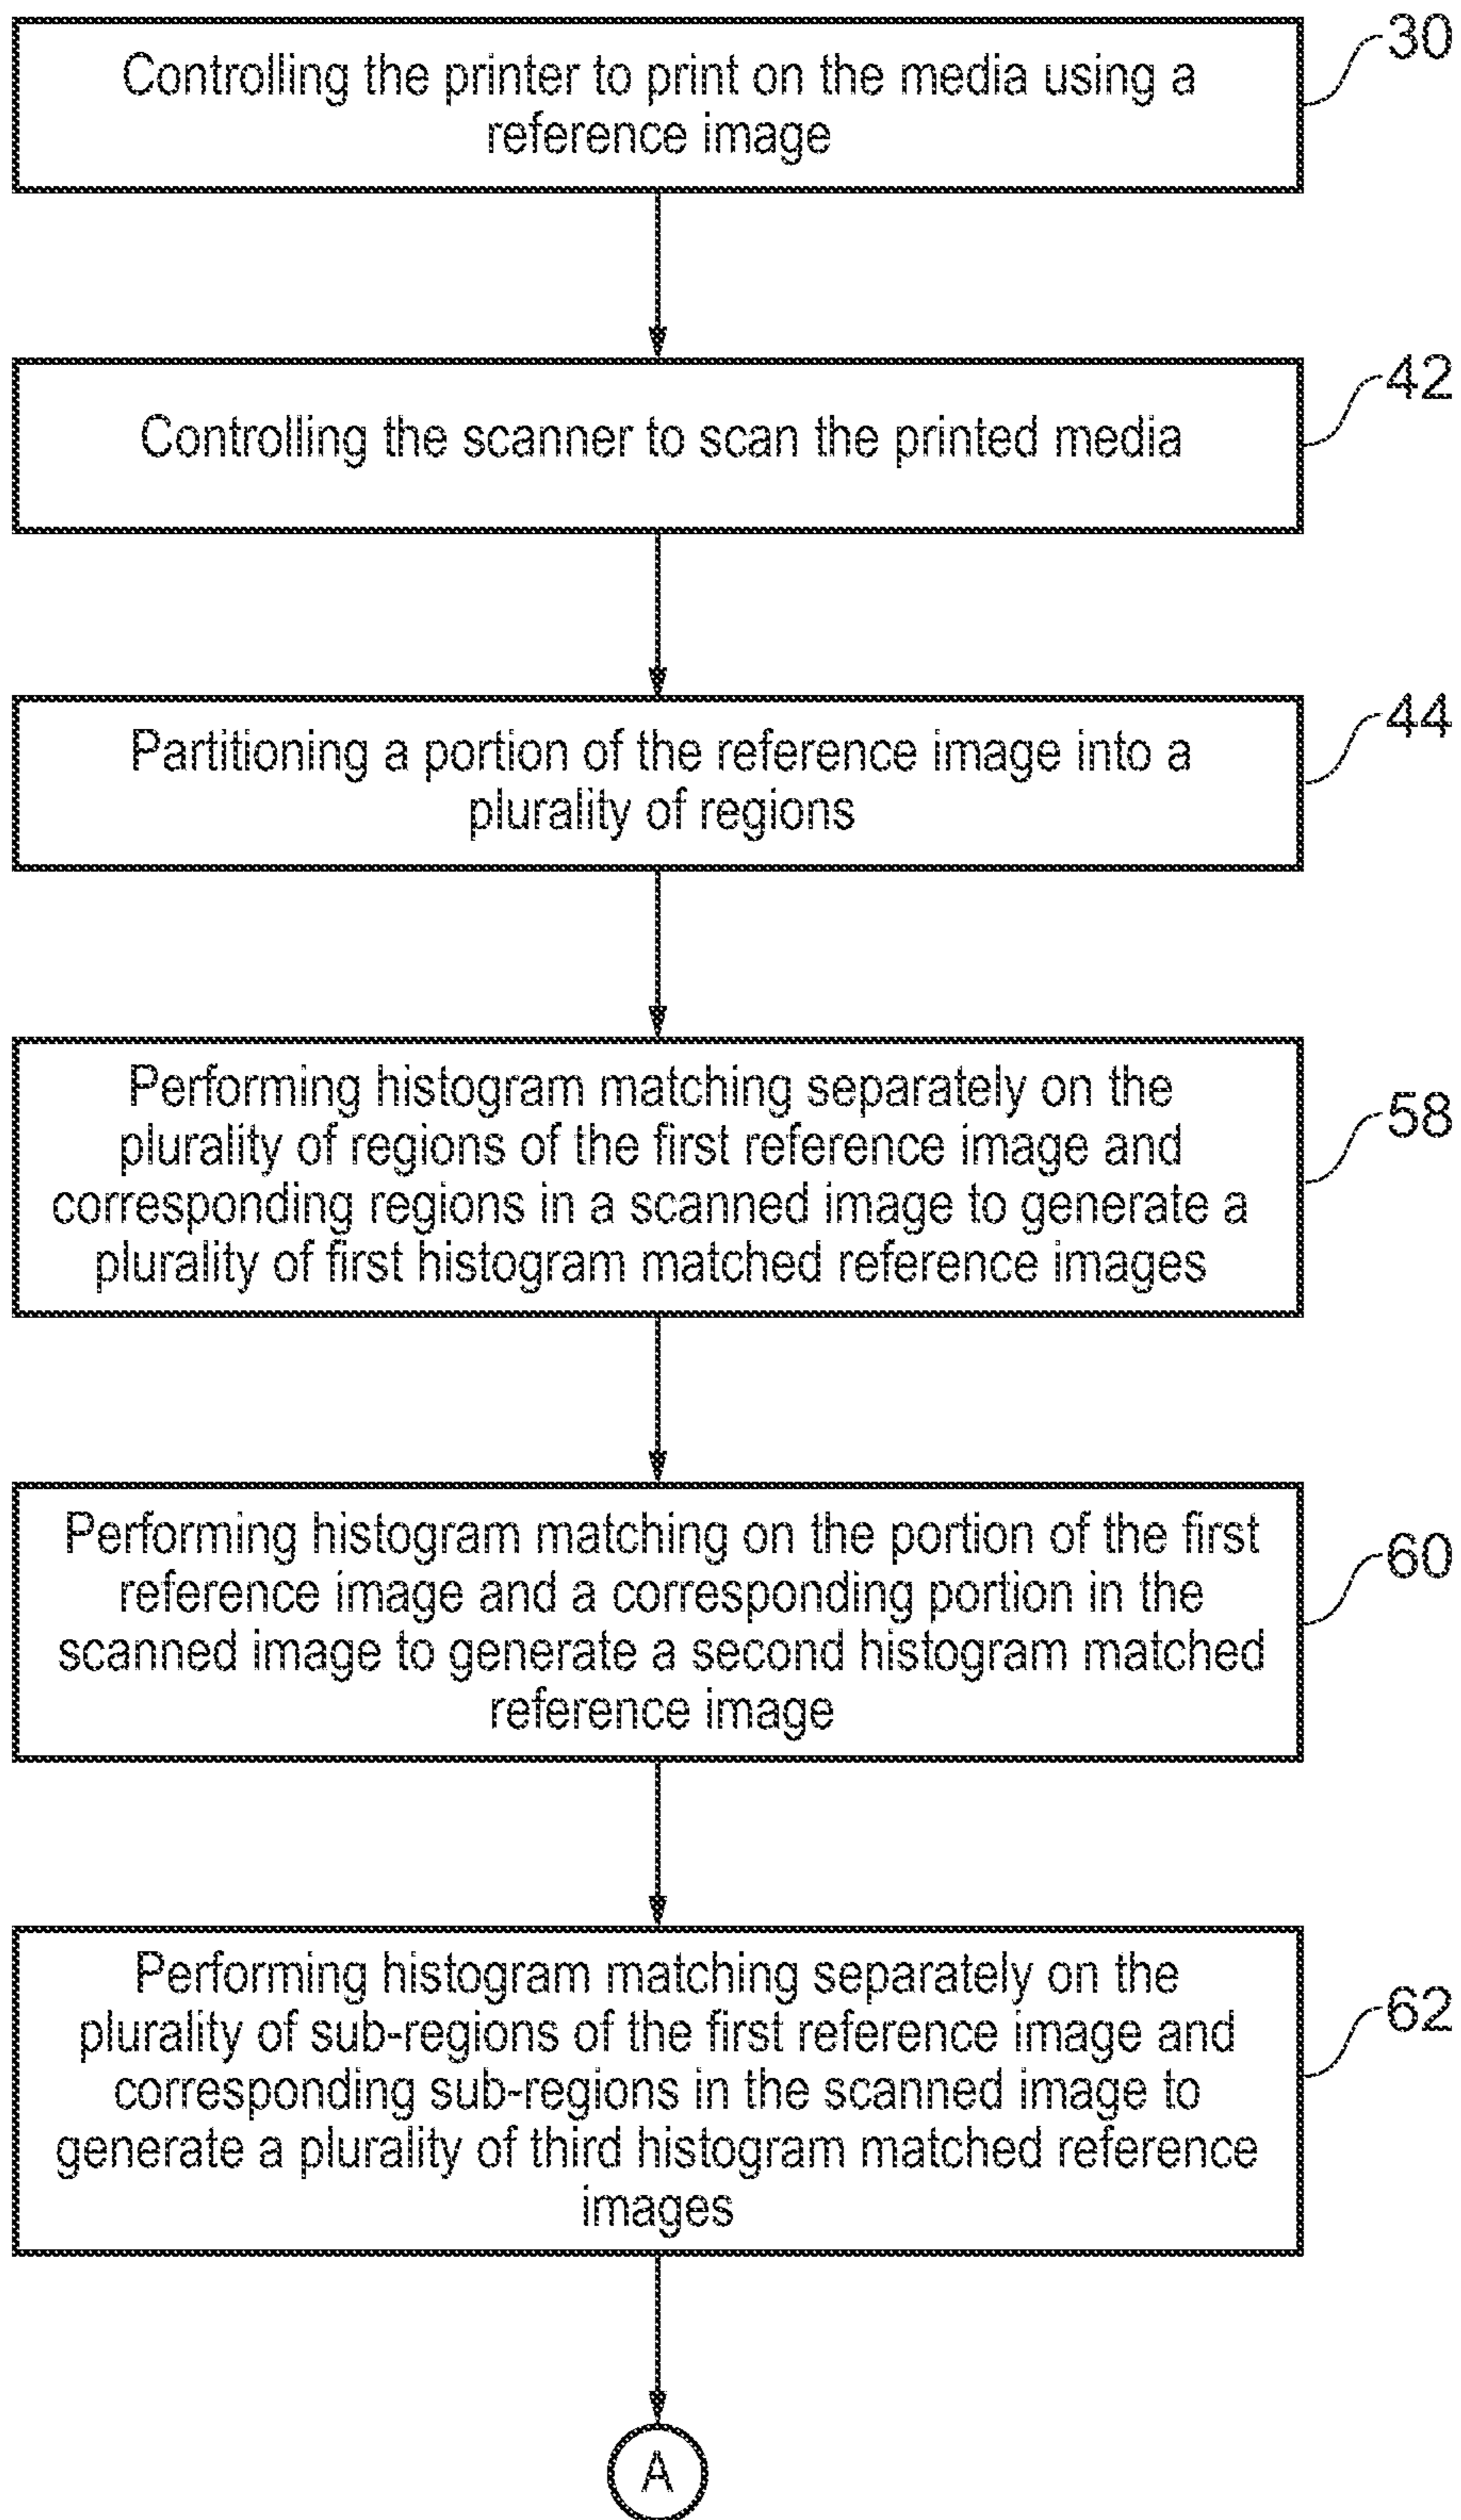 Controlling the printer to print on the media using a
reference image
30
Controlling the scanner to scan the printed media
42
Partitioning a portion of the reference image into a
plurality of regions
44
Performing histogram matching separately on the
plurality of regions of the first reference image and
corresponding regions in a scanned image to generate a
plurality of first histogram matched reference images
58
Performing histogram matching on the portion of the first
reference image and a corresponding portion in the
scanned image to generate a second histogram matched
reference image
60
Performing histogram matching separately on the
plurality of sub-regions of the first reference image and
corresponding sub-regions in the scanned image to
generate a plurality of third histogram matched reference
images
62
A